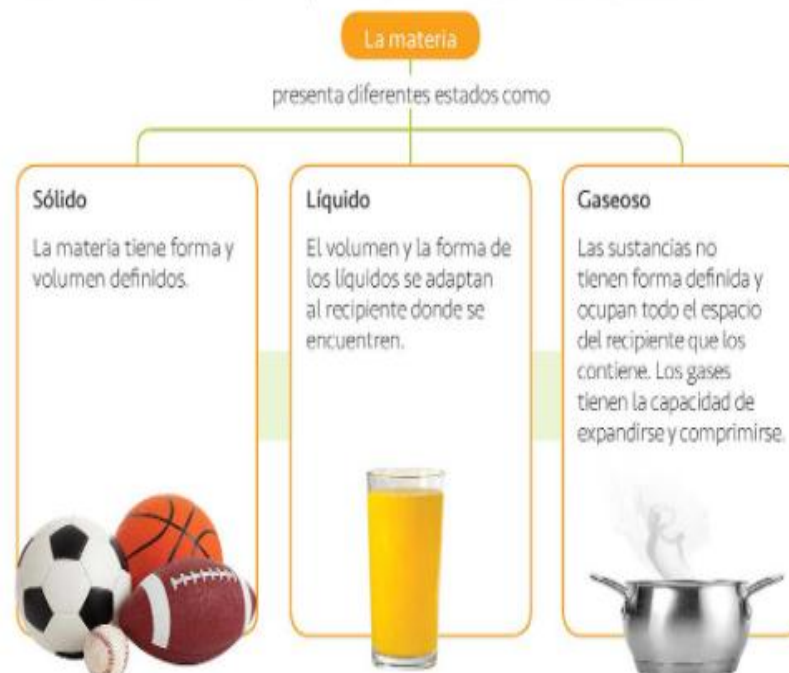 La materia
presenta diferentes estados como
Sólido
La materia tiene forma y
volumen definidos.
Líquido
El volumen y la forma de
los líquidos se adaptan
al recipiente donde se
encuentren.
Gaseoso
Las sustancias no
tienen forma definida y
ocupan todo el espacio
del recipiente que los
contiene. Los gases
tienen la capacidad de
expandirse y comprimirse.